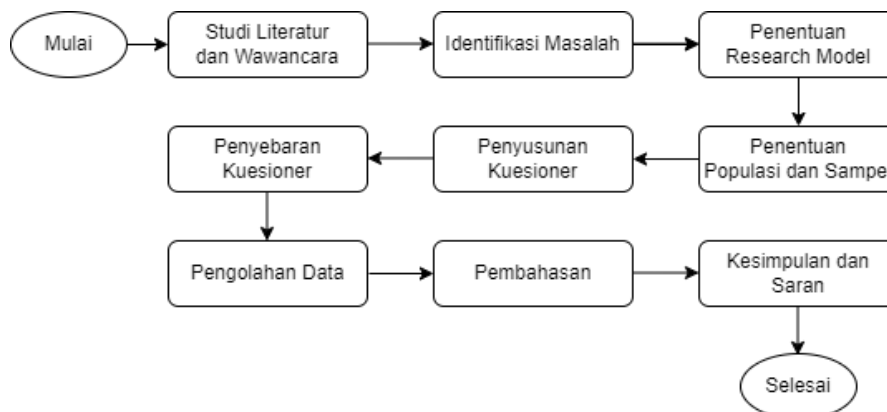 Mulai
Studi Literatur
dan Wawancara
Identifikasi Masalah
Penentuan
Research Model
Penentuan
Populasi dan Sampe
Penyusunan
Kuesioner
Penyebaran
Kuesioner
Pengolahan Data
Pembahasan
Kesimpulan dan
Saran
Selesai